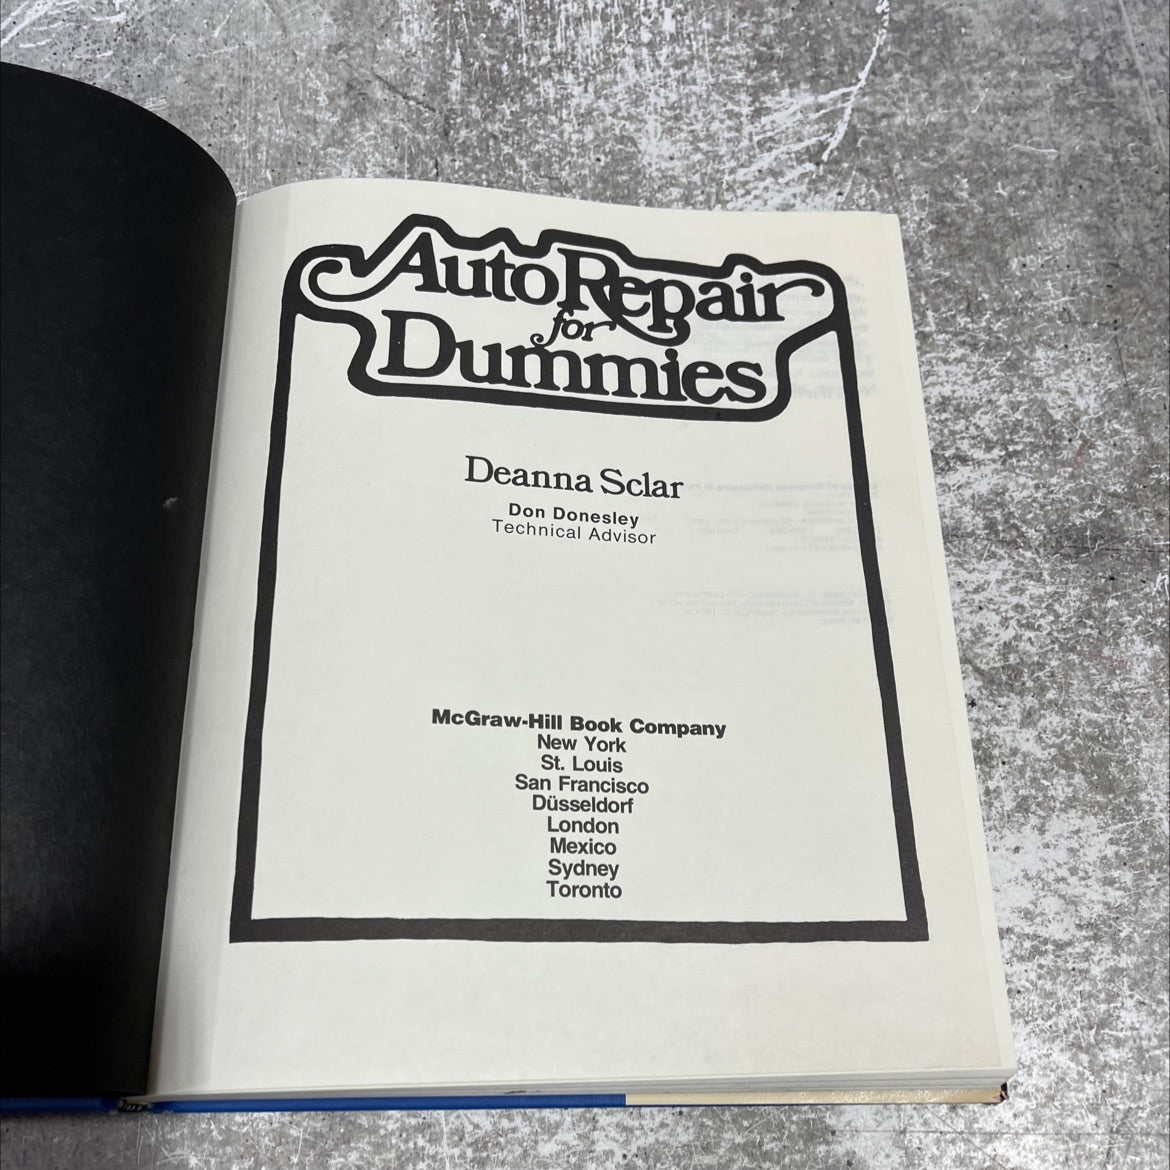 Auto Repair
for
Dummies
Deanna Sclar
Don Donesley
Technical Advisor
McGraw-Hill Book Company
New York
St. Louis
San Francisco
Düsseldorf
London
Mexico
Sydney
Toronto